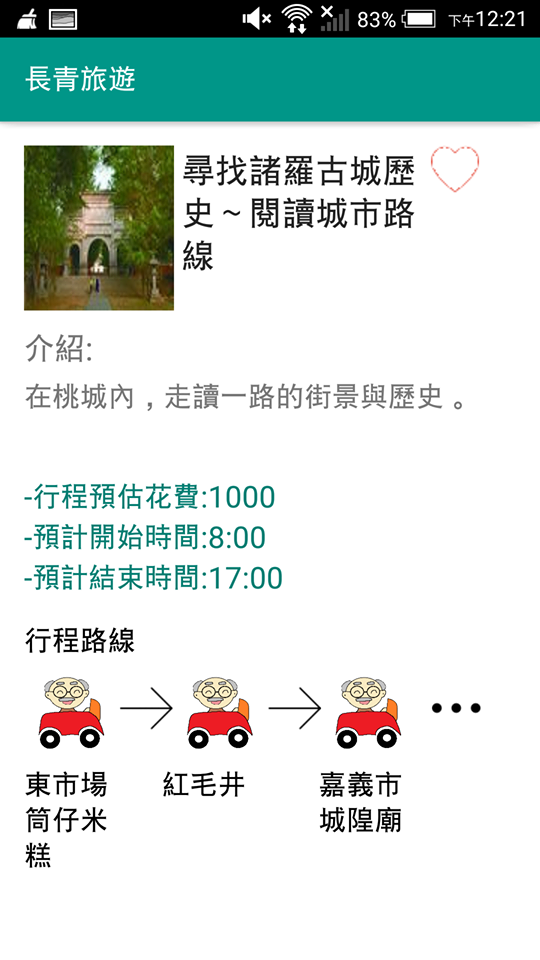 83% 下午12:21
長青旅遊
尋找諸羅古城歷
史～閱讀城市路
線
介紹:
在桃城內，走讀一路的街景與歷史。
-行程預估花費:1000
-預計開始時間:8:00
-預計結束時間:17:00
行程路線
東市場
筒仔米
糕
紅毛井
嘉義市
城隍廟